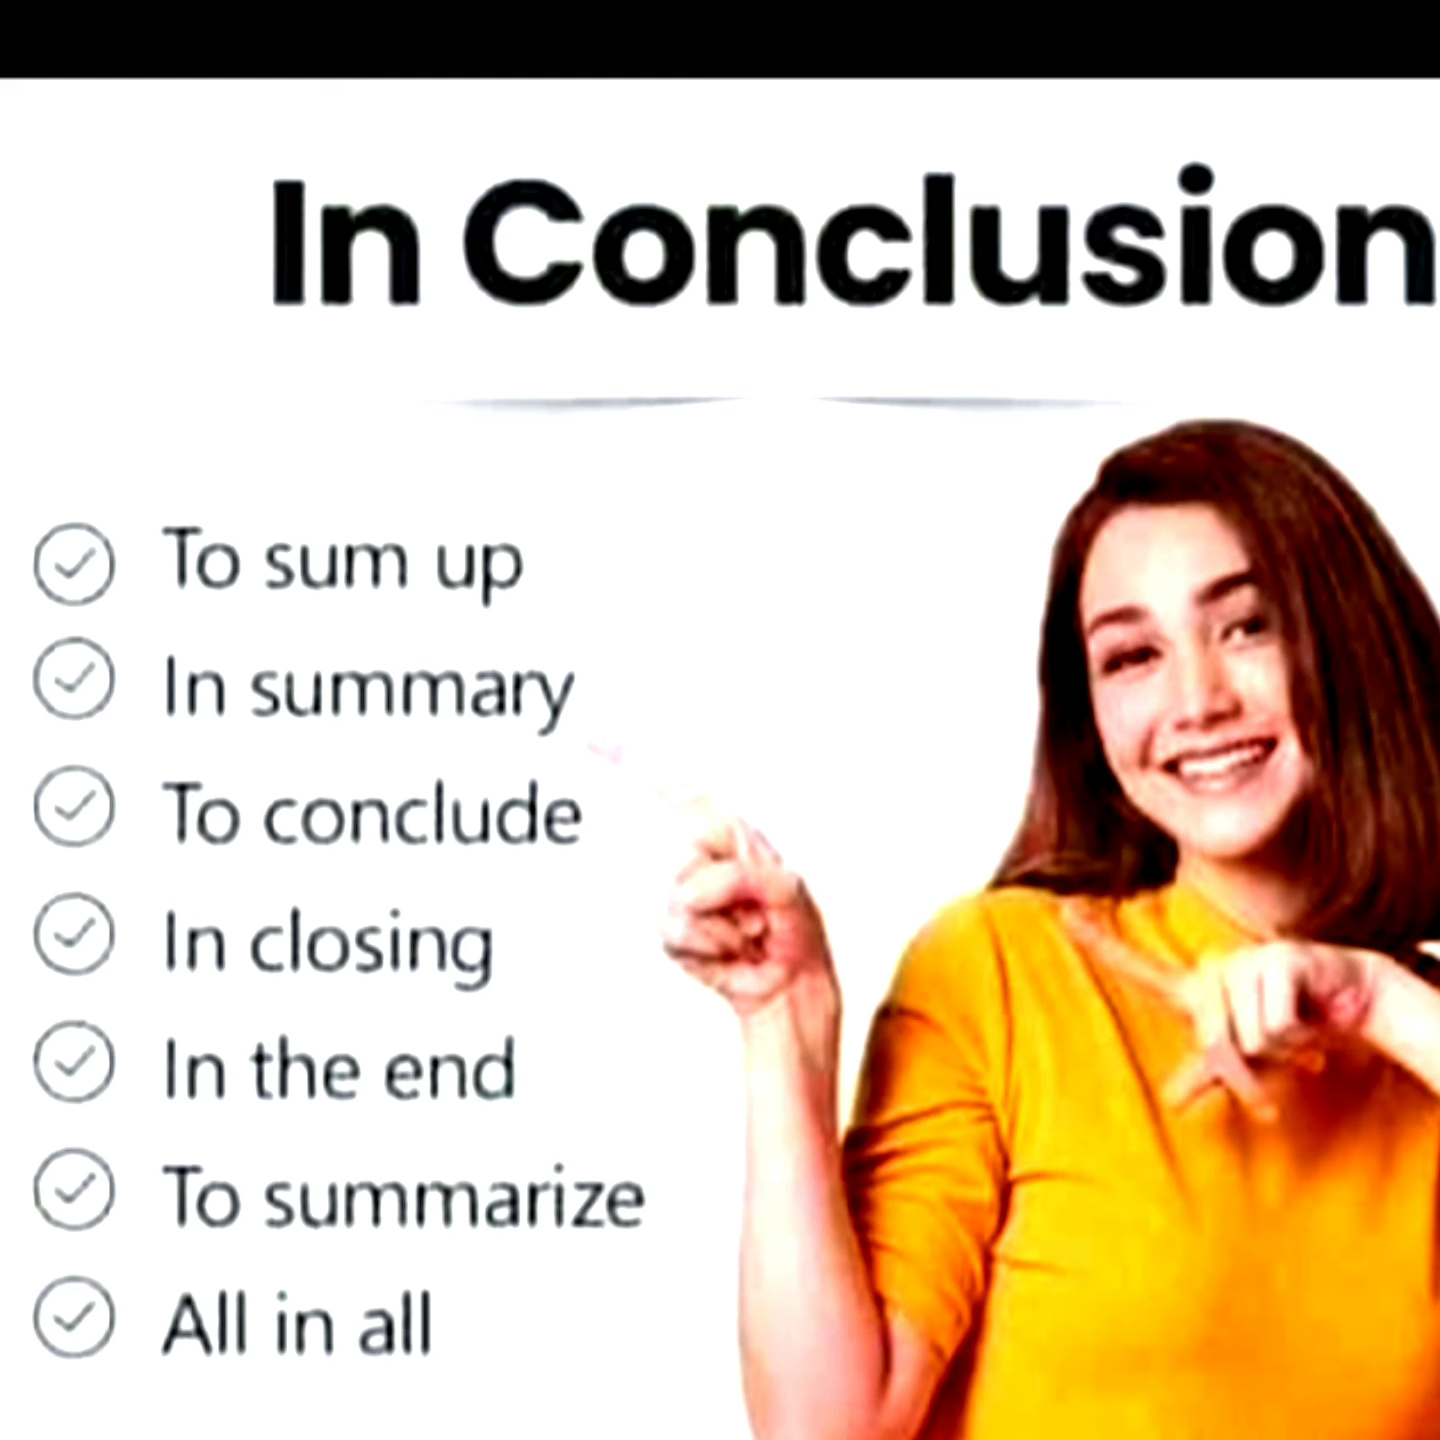 In Conclusion
To sum up
In summary
To conclude
In closing
In the end
To summarize
All in all